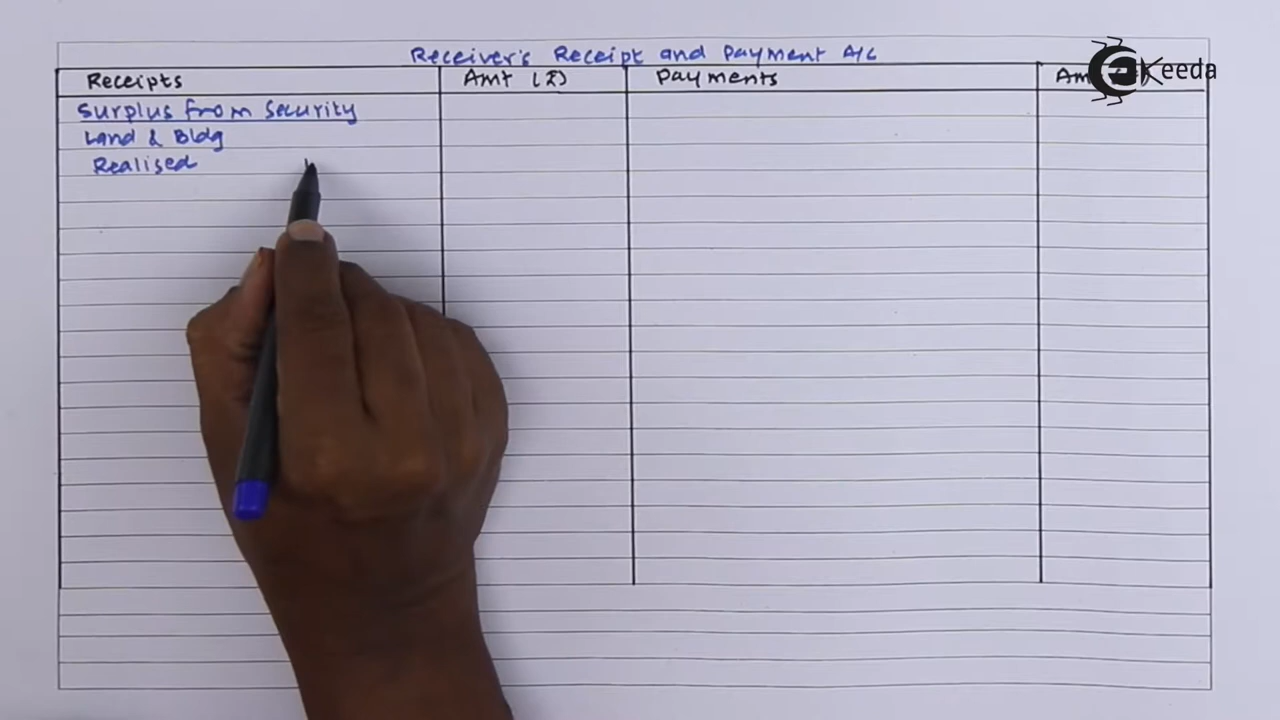 Receiver's Receipt and Payment A/c
Receipts Amt (₹) Payments
Surplus from Security
Land & Bldg
Realised
Keeda